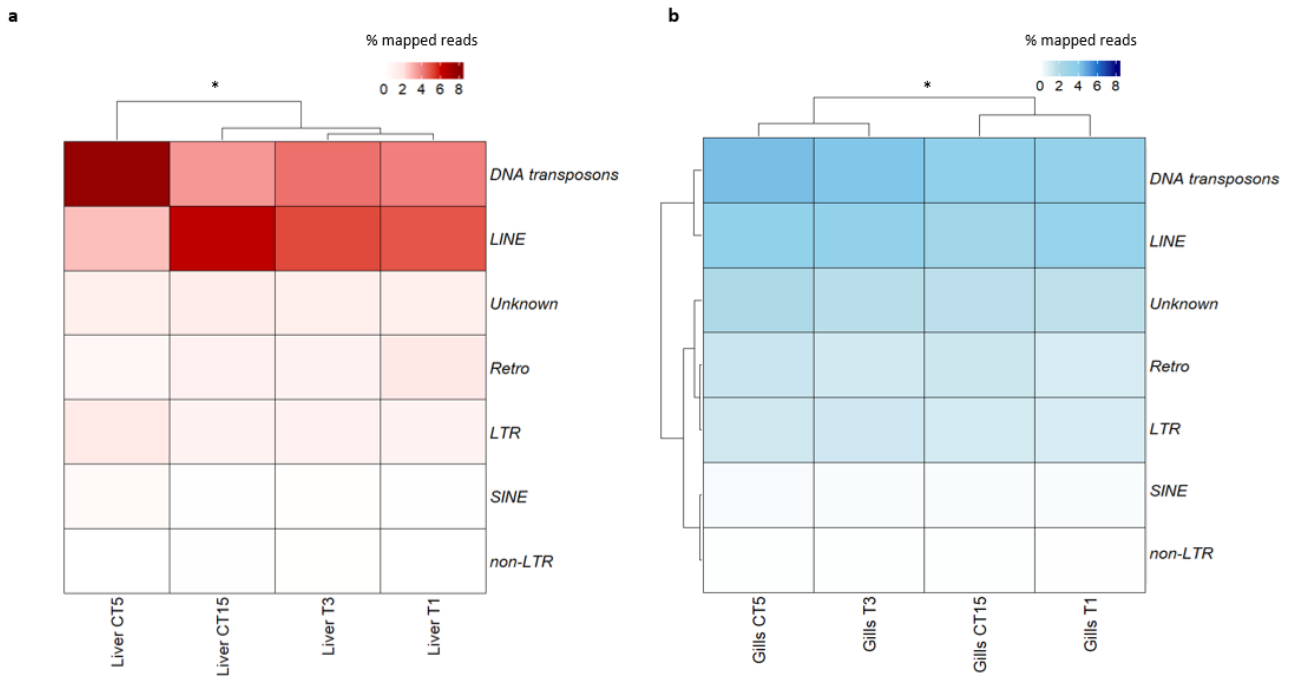 a
% mapped reads
0 2 4 6 8
*
DNA transposons
LINE
Unknown
Retro
LTR
SINE
non-LTR
Liver CT5
Liver CT15
Liver T3
Liver T1
b
% mapped reads
0 2 4 6 8
*
DNA transposons
LINE
Unknown
Retro
LTR
SINE
non-LTR
Gills CT5
Gills T3
Gills CT15
Gills T1